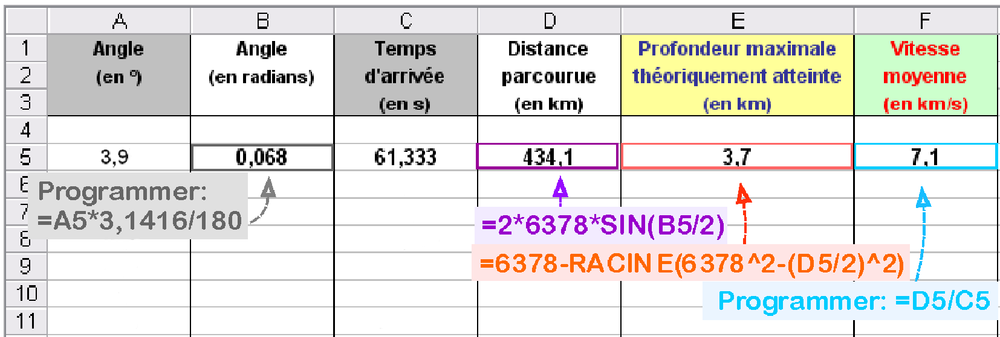 A B C D E F
1 Angle Angle Temps Distance Profondeur maximale Vitesse
2 (en °) (en radians) d'arrivée parcourue théoriquement atteinte moyenne
3 (en s) (en km) (en km) (en km/s)
4
5 3,9 0,068 61,333 434,1 3,7 7,1
6
Programmer:
7
=A5*3,1416/180
=2*6378*SIN(B5/2)
8
9 =6378-RACINE(6378^2-(D5/2)^2)
10 Programmer: =D5/C5
11